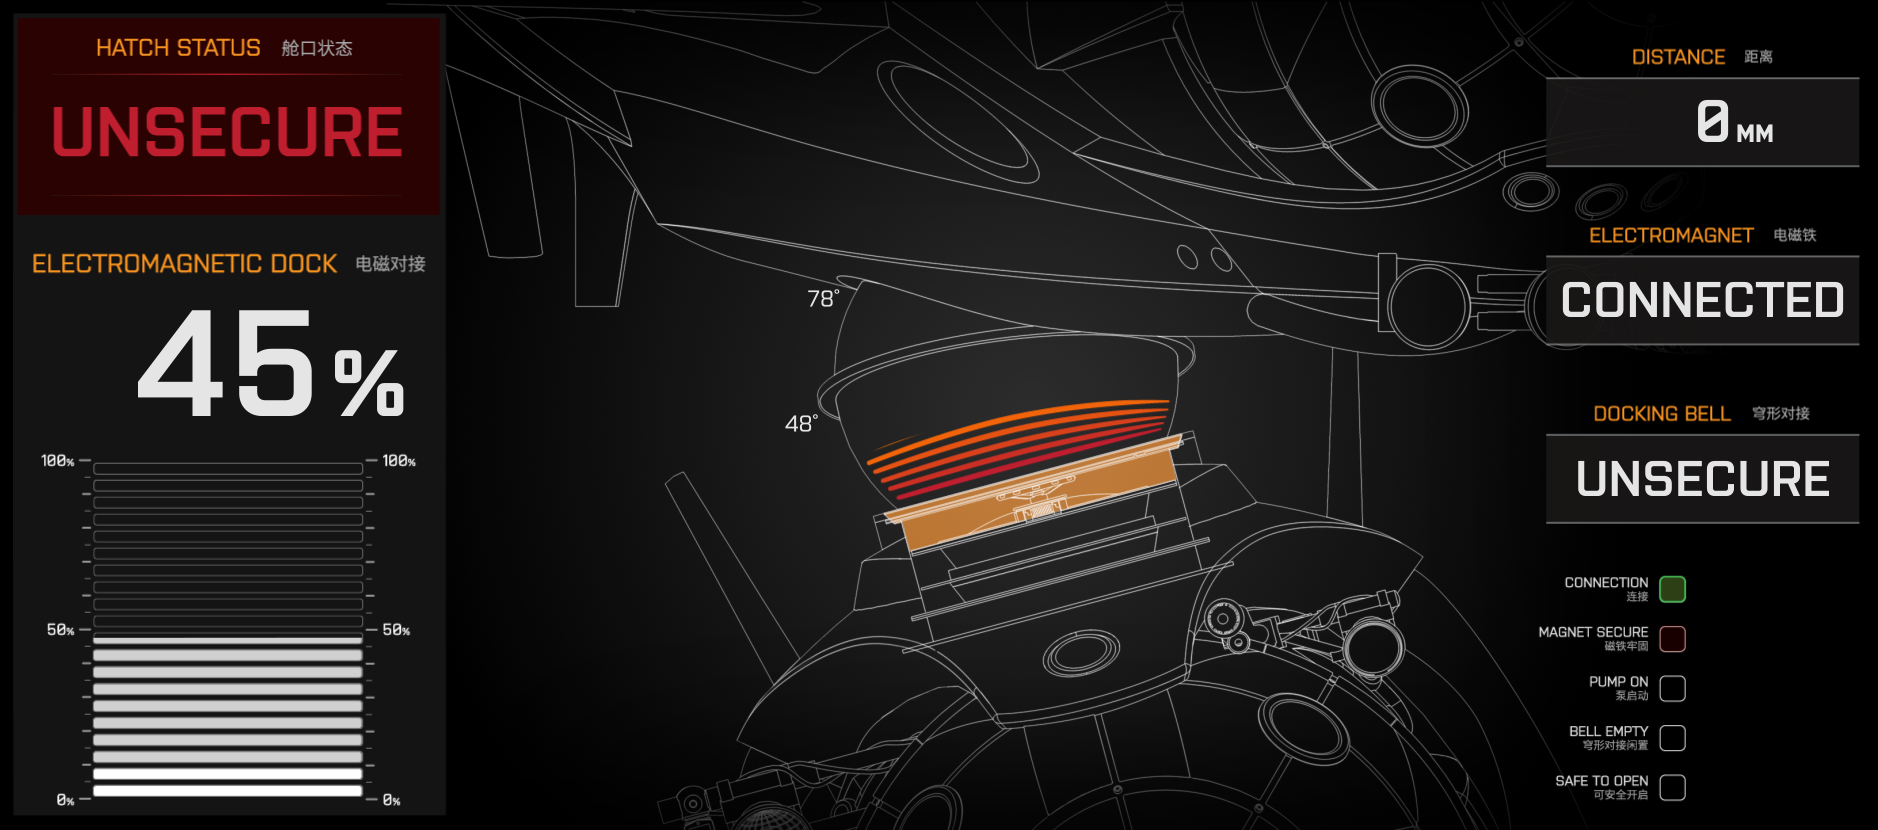 HATCH STATUS 舱口状态
UNSECURE
ELECTROMAGNETIC DOCK 电磁对接
45%
100% 100%
50% 50%
0% 0%
78°
48°
DISTANCE 距离
0 MM
ELECTROMAGNET 电磁铁
CONNECTED
DOCKING BELL 穹形对接
UNSECURE
CONNECTION
连接
MAGNET SECURE
磁铁牢固
PUMP ON
泵启动
BELL EMPTY
穹形对接闲置
SAFE TO OPEN
可安全开启